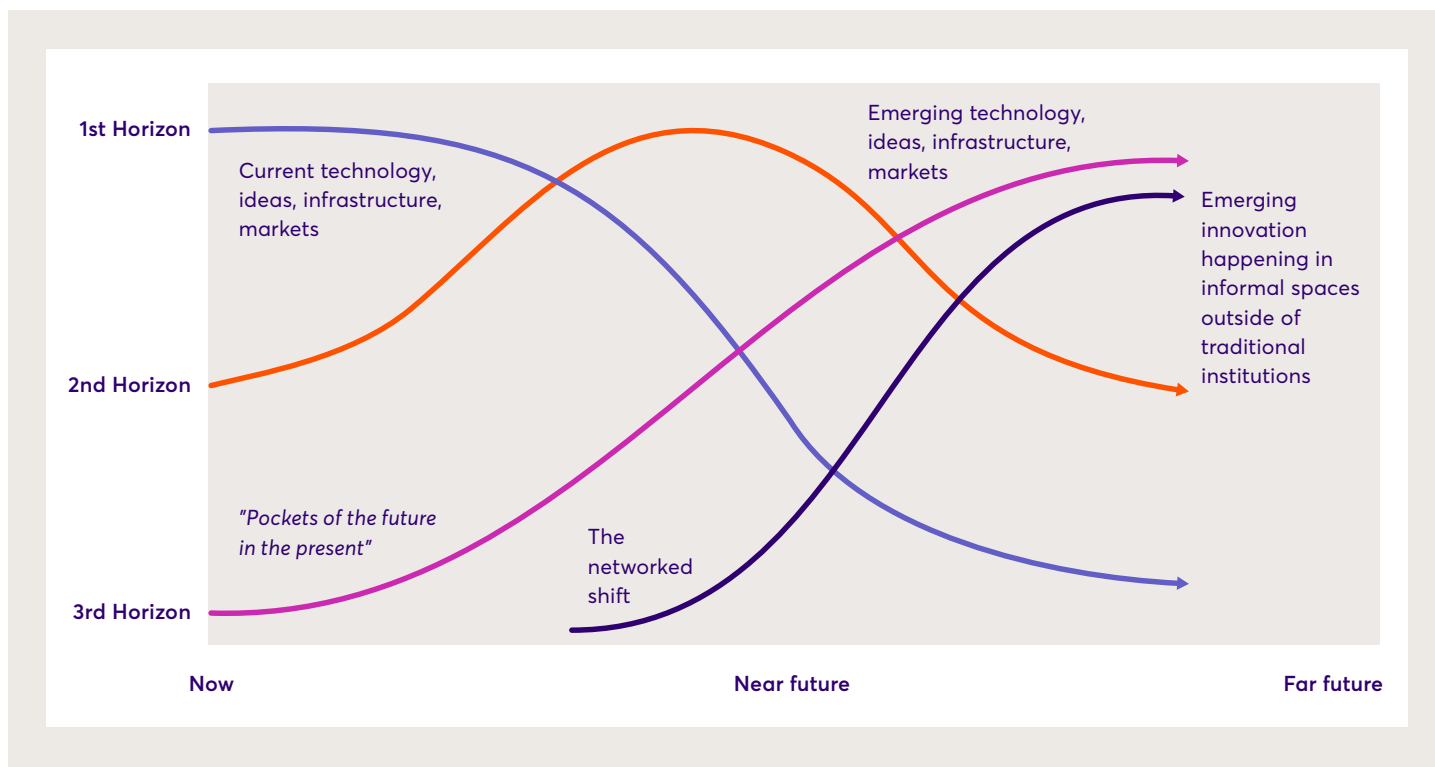 1st Horizon
Current technology,
ideas, infrastructure,
markets
Emerging technology,
ideas, infrastructure,
markets
Emerging
innovation
happening in
informal spaces
outside of
traditional
institutions
2nd Horizon
"Pockets of the future
in the present"
The
networked
shift
3rd Horizon
Now
Near future
Far future